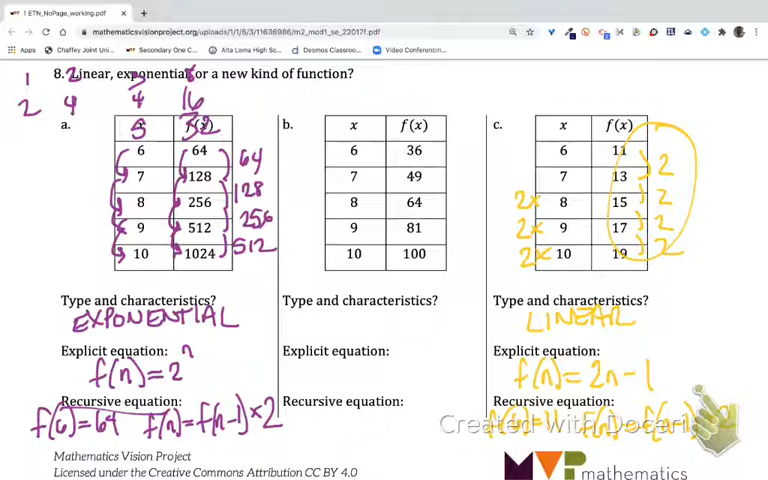 1 ETN_NoPage_working.pdf
mathematicsvisionproject.org/uploads/1/1/6/3/11636986/m2_mod1_se_22017f.pdf
Apps Chaffey Joint Uni... Secondary One C... Alta Loma High Sc... Desmos Classroo... Video Conferencin...
8. Linear, exponential or a new kind of function?
1 2 3 8
2 4 4 16
5 32
a.
x f(x)
6 64
7 128
8 256
9 512
10 1024
64
128
256
512
b.
x f(x)
6 36
7 49
8 64
9 81
10 100
c.
x f(x)
6 11
7 13
2x 8 15
2x 9 17
2x 10 19
2
2
2
2
Type and characteristics?
EXPONENTIAL
Explicit equation:
f(n)=2^n
Recursive equation:
f(6)=64 f(n)=f(n-1)×2
Type and characteristics?
Explicit equation:
Recursive equation:
Type and characteristics?
LINEAR
Explicit equation:
f(n)=2n-1
Recursive equation:
f(6)=11
Created with Doceri
Mathematics Vision Project
Licensed under the Creative Commons Attribution CC BY 4.0
MVP mathematics